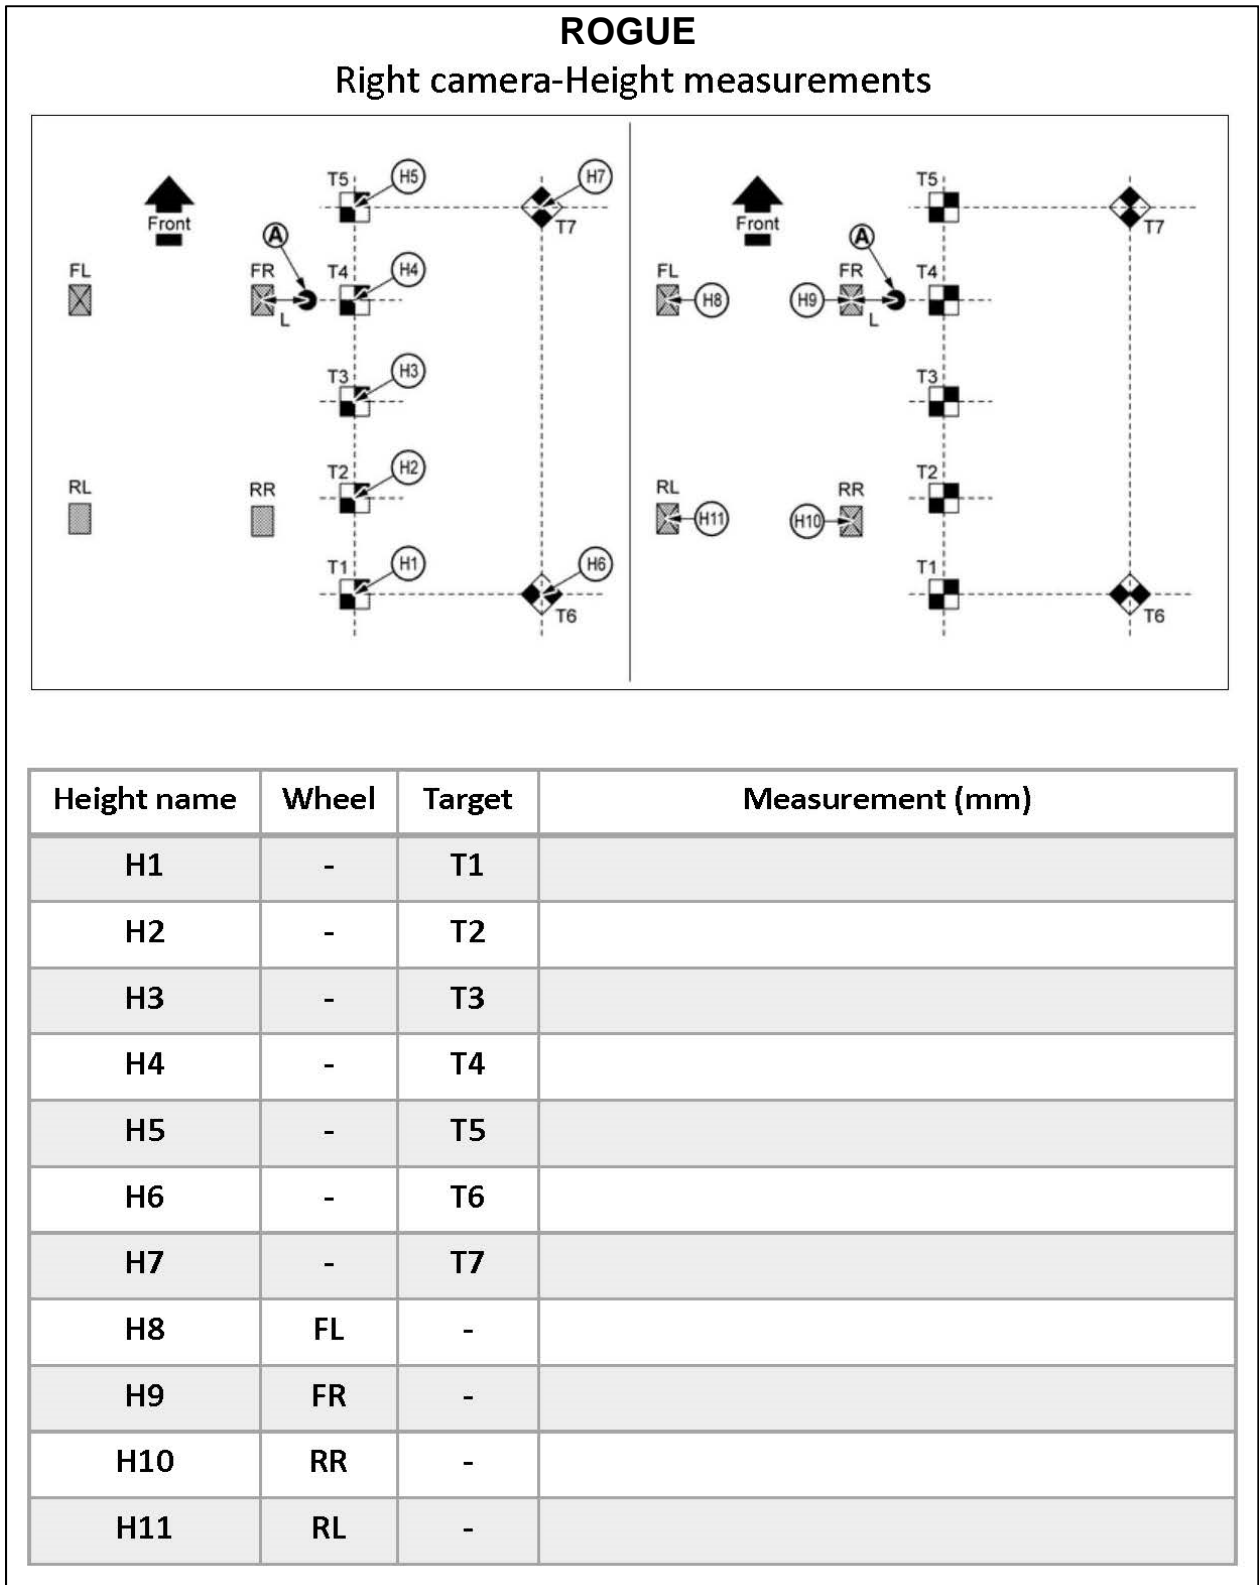 ROGUE
Right camera-Height measurements
T5 H5 H7
Front T7
A
FL FR T4 H4
L
T3 H3
T2 H2
RL RR
T1 H1 H6
T6
T5
Front T7
A
FL FR T4
H8 H9
L
T3
T2
RL RR
H11 H10
T1
T6
Height name Wheel Target Measurement (mm)
H1 - T1
H2 - T2
H3 - T3
H4 - T4
H5 - T5
H6 - T6
H7 - T7
H8 FL -
H9 FR -
H10 RR -
H11 RL -